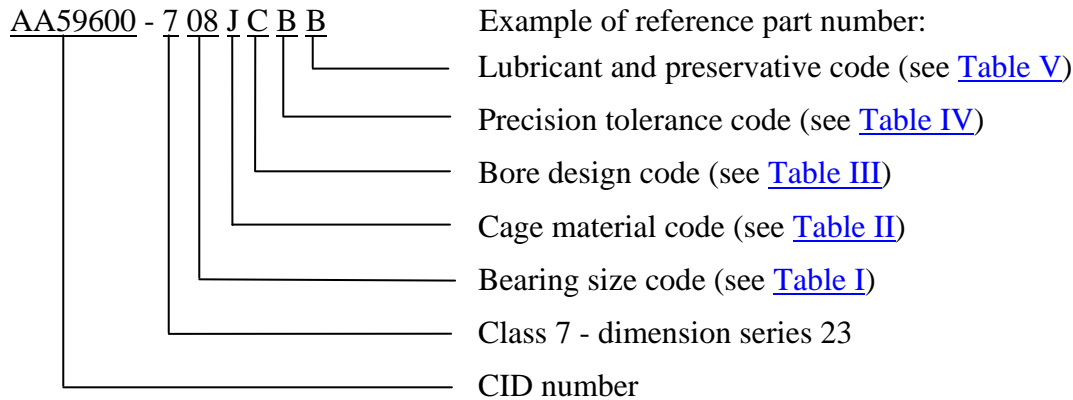 AA59600 - 7 08 J C B B Example of reference part number:
Lubricant and preservative code (see Table V)
Precision tolerance code (see Table IV)
Bore design code (see Table III)
Cage material code (see Table II)
Bearing size code (see Table I)
Class 7 - dimension series 23
CID number